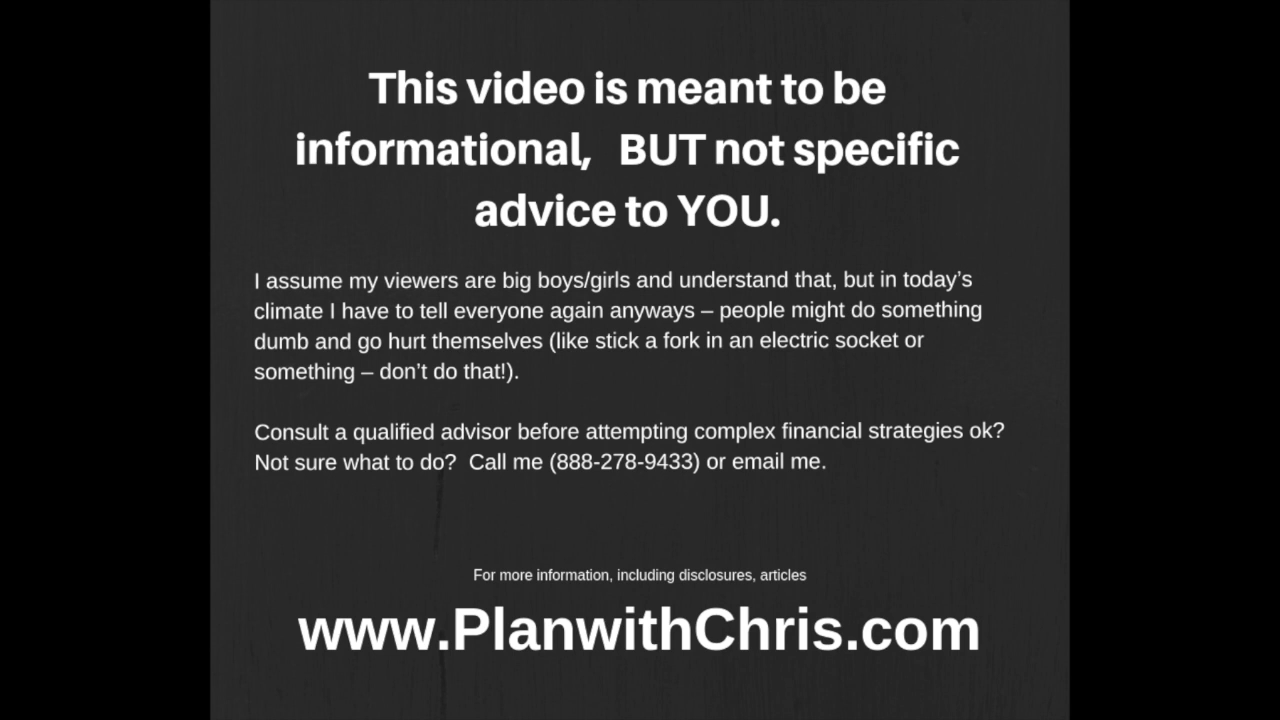 This video is meant to be
informational,   BUT not specific
advice to YOU.
I assume my viewers are big boys/girls and understand that, but in today’s
climate I have to tell everyone again anyways – people might do something
dumb and go hurt themselves (like stick a fork in an electric socket or
something – don’t do that!).
Consult a qualified advisor before attempting complex financial strategies ok?
Not sure what to do?  Call me (888-278-9433) or email me.
For more information, including disclosures, articles
www.PlanwithChris.com